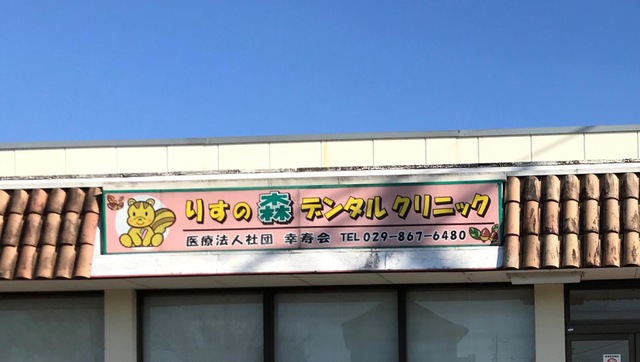 りすの森デンタルクリニック
医療法人社団 幸寿会 TEL 029-867-6480